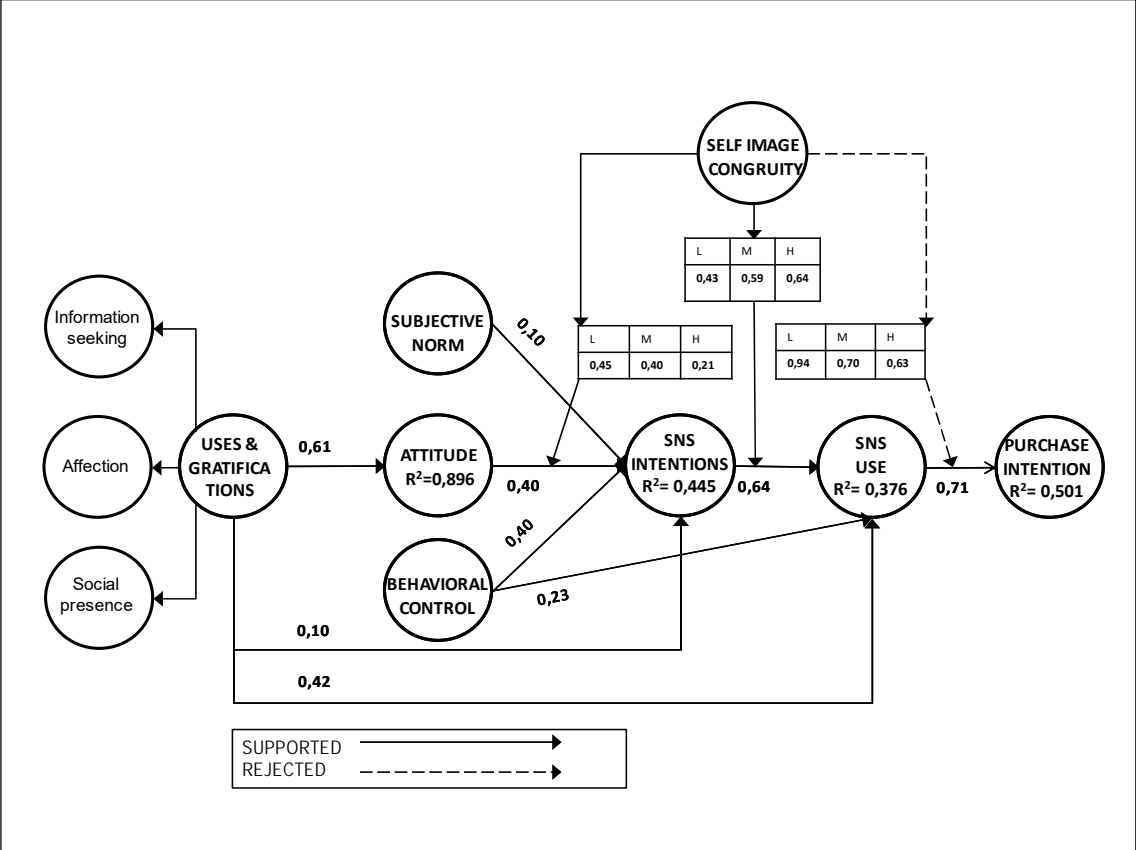 SELF IMAGE
CONGRUITY
L M H
0,43 0,59 0,64
Information
seeking
SUBJECTIVE
NORM
0,10
L M H
0,45 0,40 0,21
L M H
0,94 0,70 0,63
Affection
USES &
GRATIFICA
TIONS
0,61
ATTITUDE
R²=0,896
0,40
SNS
INTENTIONS
R²= 0,445
0,64
SNS
USE
R²= 0,376
0,71
PURCHASE
INTENTION
R²= 0,501
0,40
Social
presence
BEHAVIORAL
CONTROL
0,23
0,10
0,42
SUPPORTED
REJECTED